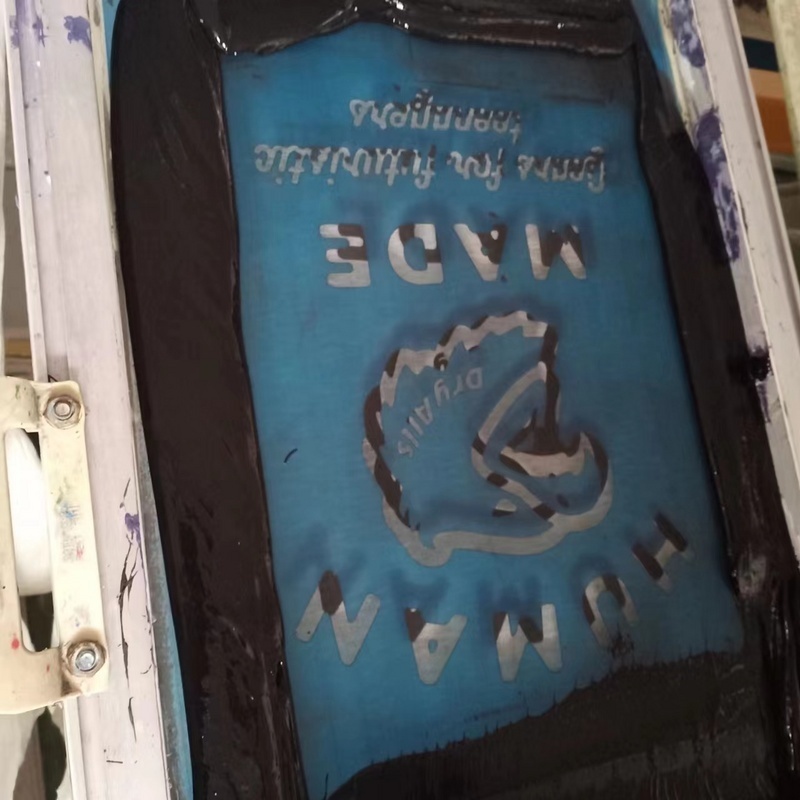 HUMAN
Dry Alls
MADE
Gears for futuristic
teenagers